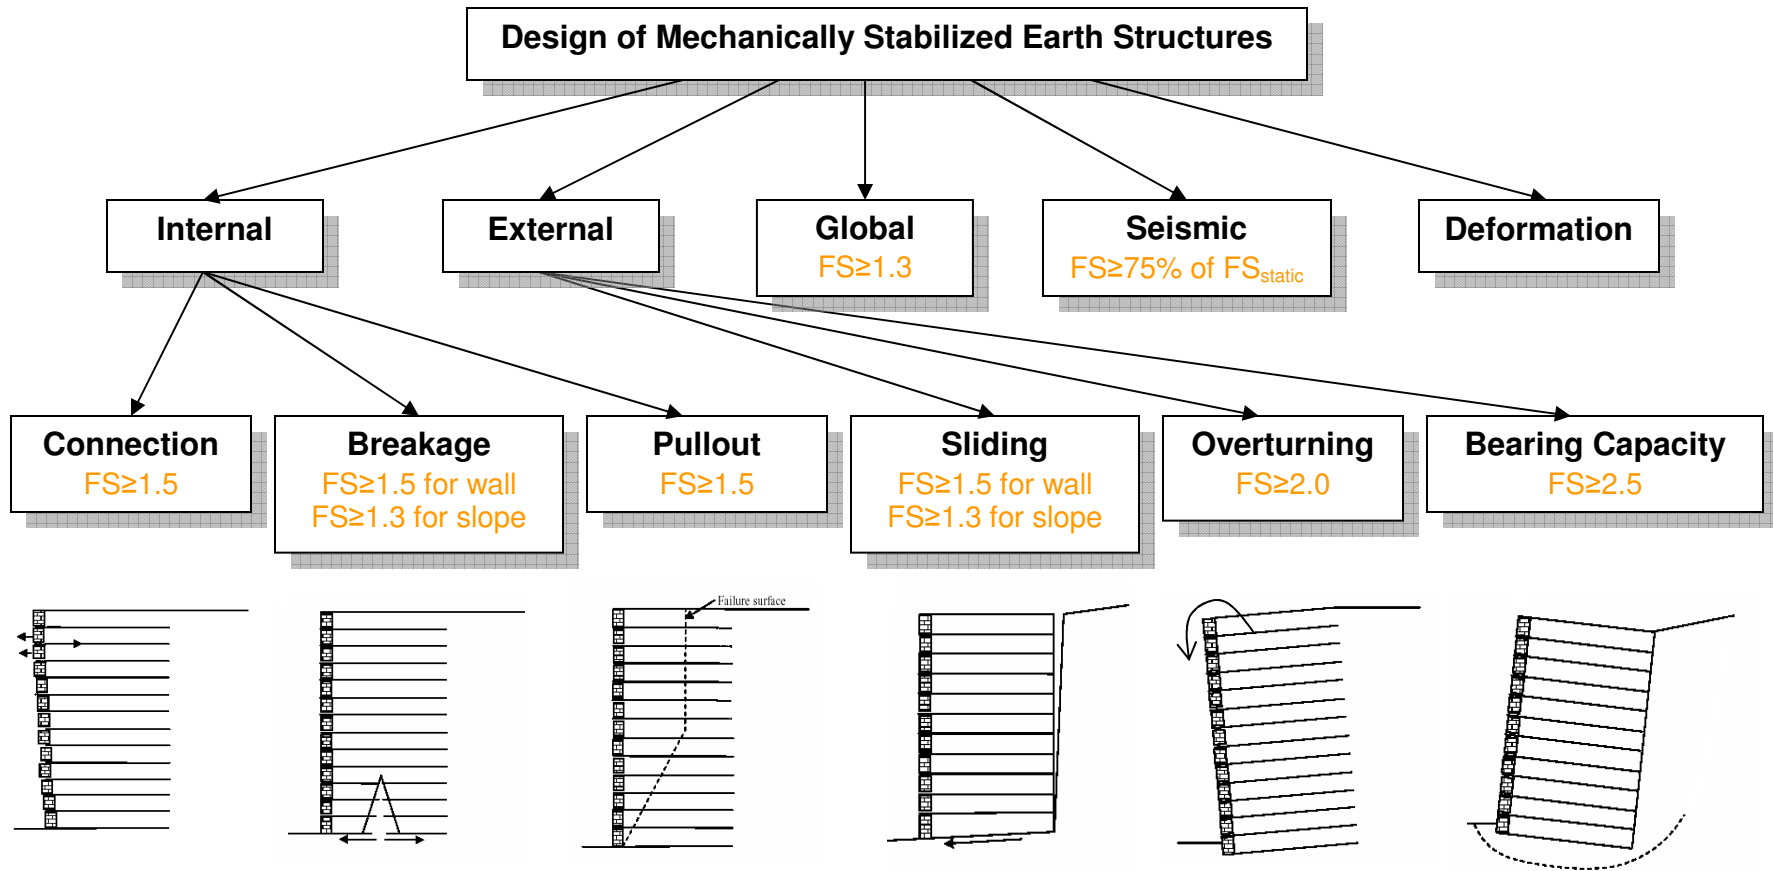 Design of Mechanically Stabilized Earth Structures
Internal
External
Global
FS≥1.3
Seismic
FS≥75% of FSstatic
Deformation
Connection
FS≥1.5
Breakage
FS≥1.5 for wall
FS≥1.3 for slope
Pullout
FS≥1.5
Sliding
FS≥1.5 for wall
FS≥1.3 for slope
Overturning
FS≥2.0
Bearing Capacity
FS≥2.5
Failure surface